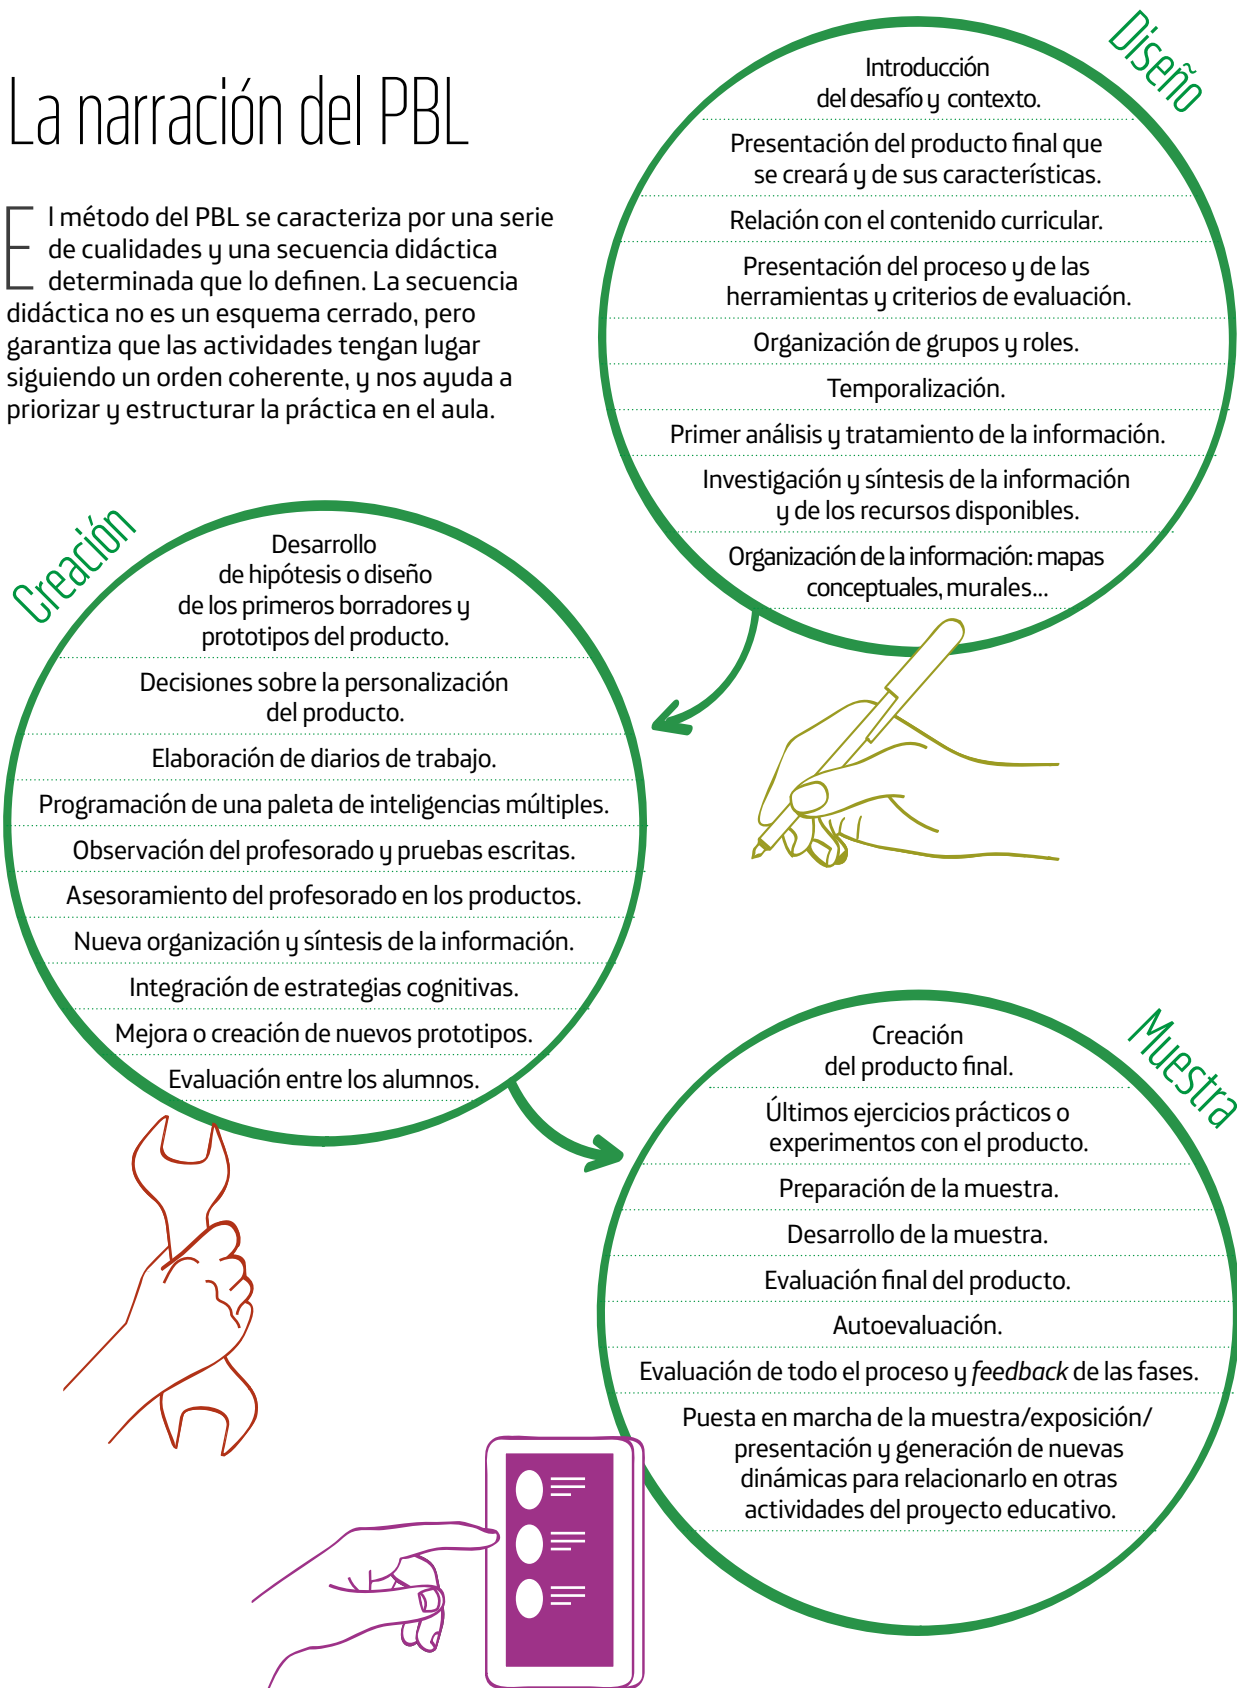 La narración del PBL
El método del PBL se caracteriza por una serie
de cualidades y una secuencia didáctica
determinada que lo definen. La secuencia
didáctica no es un esquema cerrado, pero
garantiza que las actividades tengan lugar
siguiendo un orden coherente, y nos ayuda a
priorizar y estructurar la práctica en el aula.
Diseño
Introducción
del desafío y contexto.
Presentación del producto final que
se creará y de sus características.
Relación con el contenido curricular.
Presentación del proceso y de las
herramientas y criterios de evaluación.
Organización de grupos y roles.
Temporalización.
Primer análisis y tratamiento de la información.
Investigación y síntesis de la información
y de los recursos disponibles.
Organización de la información: mapas
conceptuales, murales...
Creación
Desarrollo
de hipótesis o diseño
de los primeros borradores y
prototipos del producto.
Decisiones sobre la personalización
del producto.
Elaboración de diarios de trabajo.
Programación de una paleta de inteligencias múltiples.
Observación del profesorado y pruebas escritas.
Asesoramiento del profesorado en los productos.
Nueva organización y síntesis de la información.
Integración de estrategias cognitivas.
Mejora o creación de nuevos prototipos.
Evaluación entre los alumnos.
Muestra
Creación
del producto final.
Últimos ejercicios prácticos o
experimentos con el producto.
Preparación de la muestra.
Desarrollo de la muestra.
Evaluación final del producto.
Autoevaluación.
Evaluación de todo el proceso y feedback de las fases.
Puesta en marcha de la muestra/exposición/
presentación y generación de nuevas
dinámicas para relacionarlo en otras
actividades del proyecto educativo.